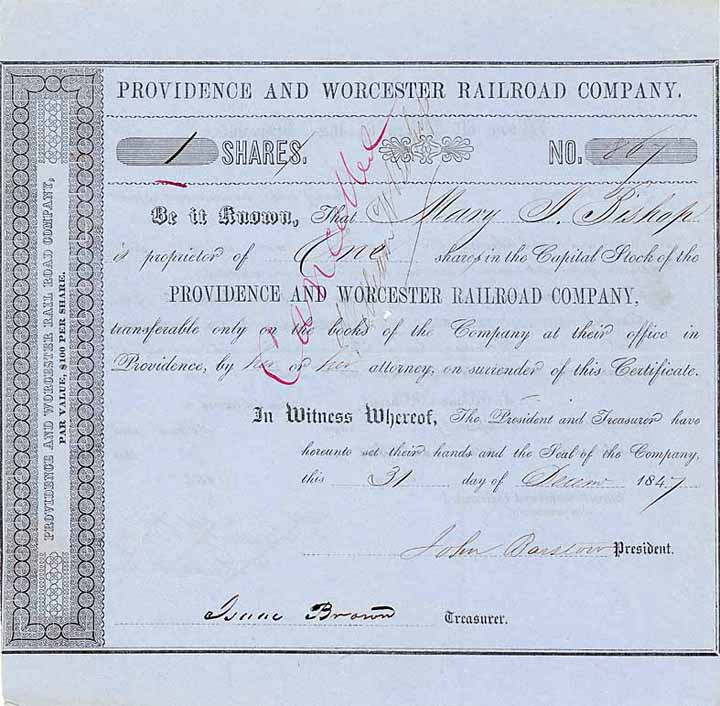 PROVIDENCE AND WORCESTER RAILROAD COMPANY.
1 SHARES. NO. 867
Be it Known, That Mary J. Bishop
is proprietor of One shares in the Capital Stock of the
PROVIDENCE AND WORCESTER RAILROAD COMPANY,
transferable only on the books of the Company at their office in
Providence, by her or her attorney, on surrender of this Certificate.
In Witness Whereof, The President and Treasurer have
hereunto set their hands and the Seal of the Company,
this 31 day of Decem 1847
John Barstow President.
Isaac Brown Treasurer.
Cancelled
PROVIDENCE AND WORCESTER RAIL ROAD COMPANY,
PAR VALUE, $100 PER SHARE.